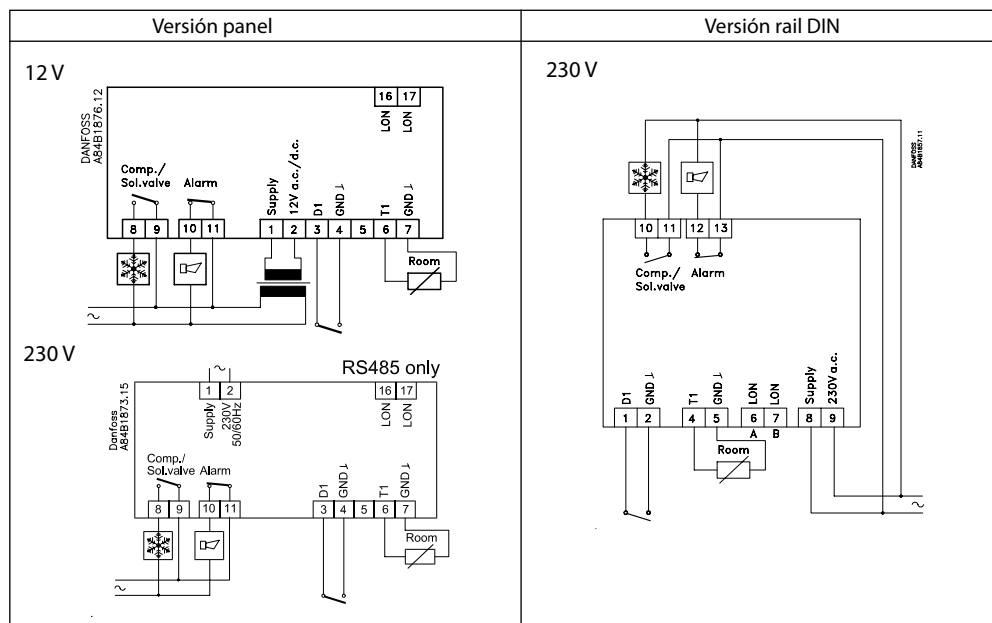 Versión panel
Versión rail DIN
12 V
DANFOSS
A84B1876.12
16 17
LON LON
Comp./
Sol.valve
Alarm
Supply
12V a.c./d.c.
D1
GND
T1
GND
8 9 10 11 1 2 3 4 5 6 7
Room
~
230 V
RS485 only
Danfoss
A84B1873.15
~
1 2
Supply
230V
50/60Hz
16 17
LON LON
Comp./
Sol.valve
Alarm
D1
GND
T1
GND
8 9 10 11 3 4 5 6 7
Room
~
230 V
DANFOSS
A84B1857.11
10 11 12 13
Comp./
Sol.valve
Alarm
D1
GND
T1
GND
LON
LON
Supply
230V a.c.
1 2 4 5 6 7 8 9
A B
Room
~